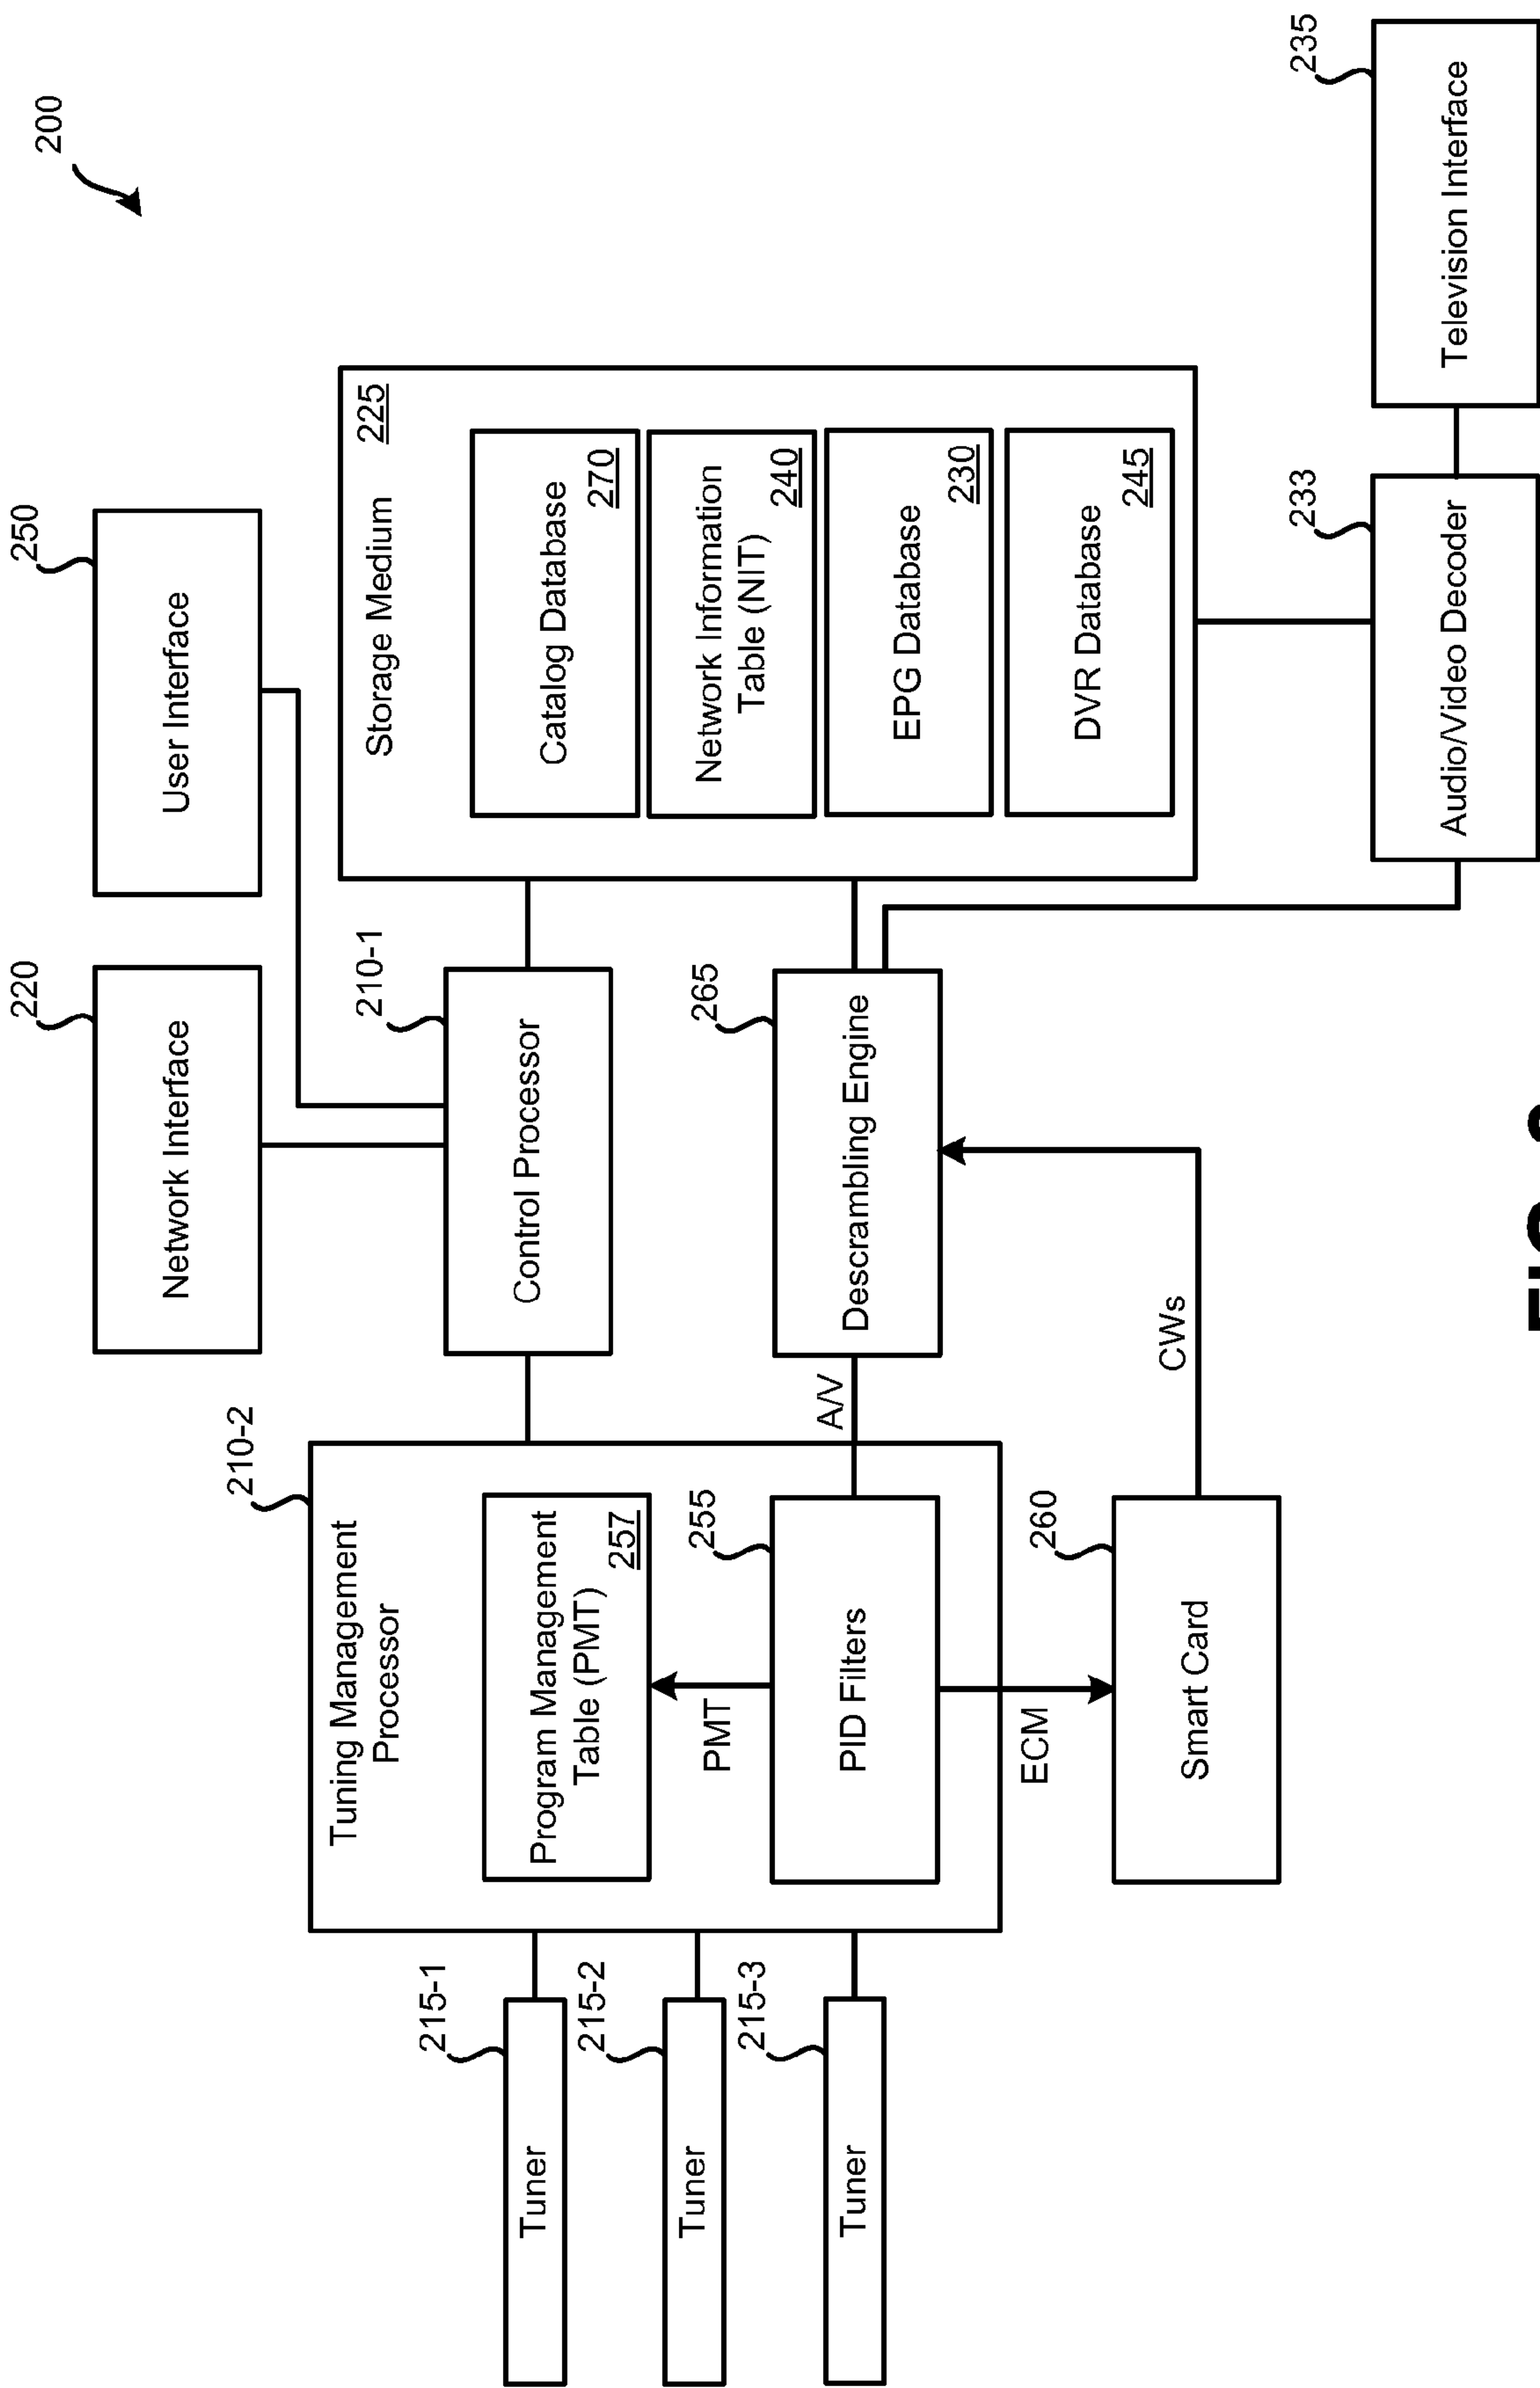 200
250
220
User Interface
Network Interface
210-2
Tuning Management
Processor
Program Management
Table (PMT)
257
PMT
255
PID Filters
ECM
260
Smart Card
215-1
Tuner
215-2
Tuner
215-3
Tuner
210-1
Control Processor
265
Descrambling Engine
A/V
CWs
225
Storage Medium
Catalog Database
270
Network Information
Table (NIT)
240
EPG Database
230
DVR Database
245
233
Audio/Video Decoder
235
Television Interface